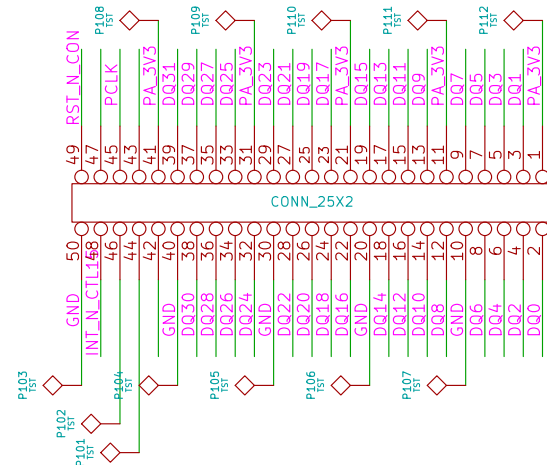 P108
TST
P109
TST
P110
TST
P111
TST
P112
TST
RST_N_CON
PCLK
PA_3V3
DQ31
DQ29
DQ27
DQ25
PA_3V3
DQ23
DQ21
DQ19
DQ17
PA_3V3
DQ15
DQ13
DQ11
DQ9
PA_3V3
DQ7
DQ5
DQ3
DQ1
PA_3V3
49
47
45
43
41
39
37
35
33
31
29
27
25
23
21
19
17
15
13
11
9
7
5
3
1
CONN_25X2
50
48
46
44
42
40
38
36
34
32
30
28
26
24
22
20
18
16
14
12
10
8
6
4
2
GND
INT_N_CTL15
GND
DQ30
DQ28
DQ26
DQ24
GND
DQ22
DQ20
DQ18
DQ16
GND
DQ14
DQ12
DQ10
DQ8
GND
DQ6
DQ4
DQ2
DQ0
P103
TST
P104
TST
P105
TST
P106
TST
P107
TST
P102
TST
P101
TST